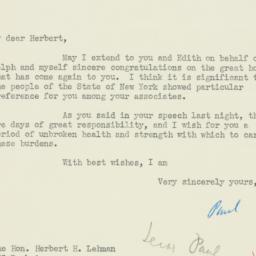 dear Herbert,
May I extend to you and Edith on behalf o
lph and myself sincere congratulations on the great ho
at has come again to you. I think it is significant t
e people of the State of New York showed particular
eference for you among your associates.
As you said in your speech last night, th
re days of great responsibility, and I wish for you a
eriod of unbroken health and strength with which to car
ese burdens.
With best wishes, I am
Very sincerely yours,
Paul
Paul
e Hon. Herbert H. Lehman